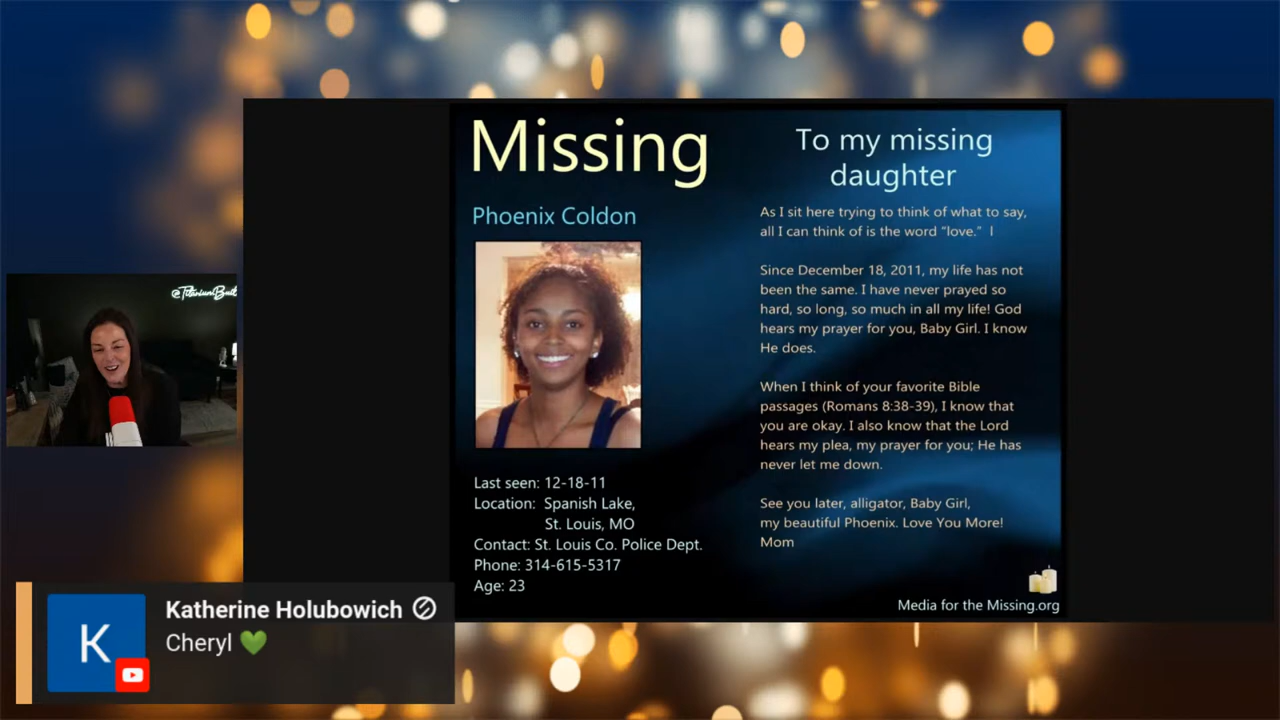 Missing
Phoenix Coldon
Last seen: 12-18-11
Location: Spanish Lake,
St. Louis, MO
Contact: St. Louis Co. Police Dept.
Phone: 314-615-5317
Age: 23
To my missing
daughter
As I sit here trying to think of what to say,
all I can think of is the word “love.” I
Since December 18, 2011, my life has not
been the same. I have never prayed so
hard, so long, so much in all my life! God
hears my prayer for you, Baby Girl. I know
He does.
When I think of your favorite Bible
passages (Romans 8:38-39), I know that
you are okay. I also know that the Lord
hears my plea, my prayer for you; He has
never let me down.
See you later, alligator, Baby Girl,
my beautiful Phoenix. Love You More!
Mom
Media for the Missing.org
K
Katherine Holubowich
Cheryl 💚